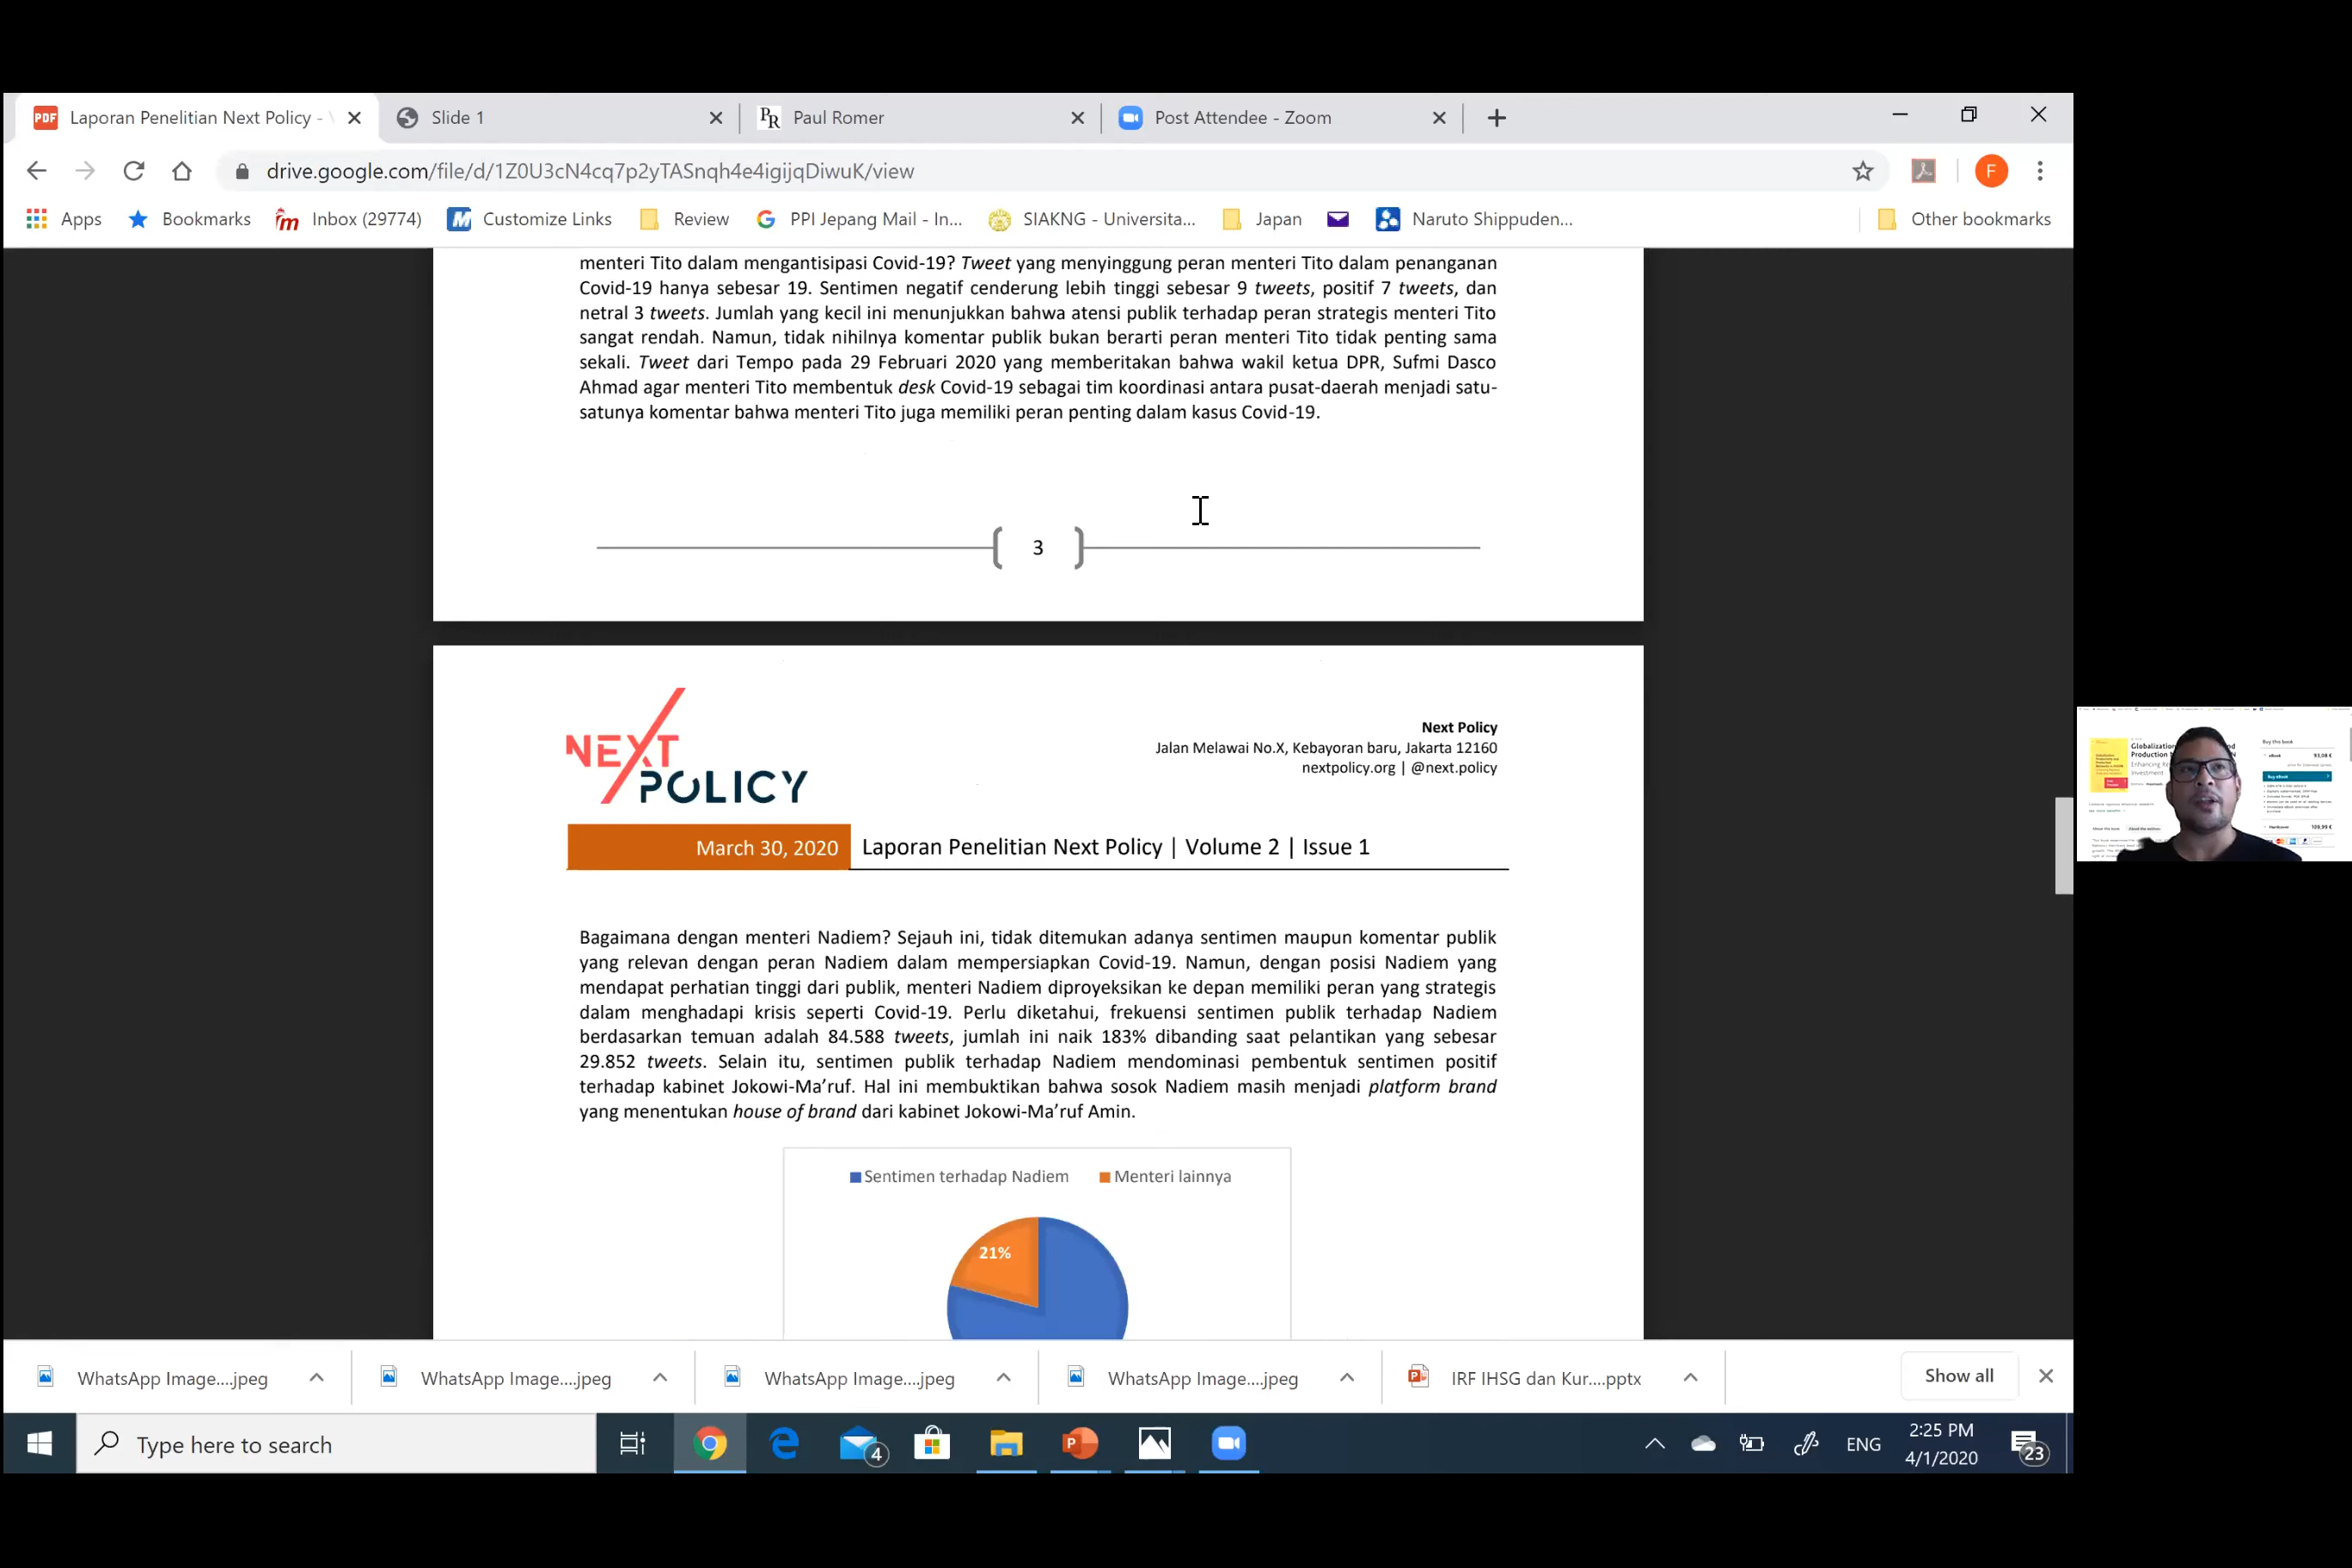 Laporan Penelitian Next Policy -
Slide 1
Paul Romer
Post Attendee - Zoom
drive.google.com/file/d/1Z0U3cN4cq7p2yTASnqh4e4igijqDiwuK/view
F
Apps
Bookmarks
Inbox (29774)
Customize Links
Review
PPI Jepang Mail - In...
SIAKNG - Universita...
Japan
Naruto Shippuden...
Other bookmarks
menteri Tito dalam mengantisipasi Covid-19? Tweet yang menyinggung peran menteri Tito dalam penanganan
Covid-19 hanya sebesar 19. Sentimen negatif cenderung lebih tinggi sebesar 9 tweets, positif 7 tweets, dan
netral 3 tweets. Jumlah yang kecil ini menunjukkan bahwa atensi publik terhadap peran strategis menteri Tito
sangat rendah. Namun, tidak nihilnya komentar publik bukan berarti peran menteri Tito tidak penting sama
sekali. Tweet dari Tempo pada 29 Februari 2020 yang memberitakan bahwa wakil ketua DPR, Sufmi Dasco
Ahmad agar menteri Tito membentuk desk Covid-19 sebagai tim koordinasi antara pusat-daerah menjadi satu-
satunya komentar bahwa menteri Tito juga memiliki peran penting dalam kasus Covid-19.
3
NEXT
POLICY
Next Policy
Jalan Melawai No.X, Kebayoran baru, Jakarta 12160
nextpolicy.org | @next.policy
March 30, 2020
Laporan Penelitian Next Policy | Volume 2 | Issue 1
Bagaimana dengan menteri Nadiem? Sejauh ini, tidak ditemukan adanya sentimen maupun komentar publik
yang relevan dengan peran Nadiem dalam mempersiapkan Covid-19. Namun, dengan posisi Nadiem yang
mendapat perhatian tinggi dari publik, menteri Nadiem diproyeksikan ke depan memiliki peran yang strategis
dalam menghadapi krisis seperti Covid-19. Perlu diketahui, frekuensi sentimen publik terhadap Nadiem
berdasarkan temuan adalah 84.588 tweets, jumlah ini naik 183% dibanding saat pelantikan yang sebesar
29.852 tweets. Selain itu, sentimen publik terhadap Nadiem mendominasi pembentuk sentimen positif
terhadap kabinet Jokowi-Ma’ruf. Hal ini membuktikan bahwa sosok Nadiem masih menjadi platform brand
yang menentukan house of brand dari kabinet Jokowi-Ma’ruf Amin.
Sentimen terhadap Nadiem
Menteri lainnya
21%
Globalization
Production
Buy this book
WhatsApp Image....jpeg
WhatsApp Image....jpeg
WhatsApp Image....jpeg
WhatsApp Image....jpeg
IRF IHSG dan Kur....pptx
Show all
Type here to search
4
ENG
2:25 PM
4/1/2020
23